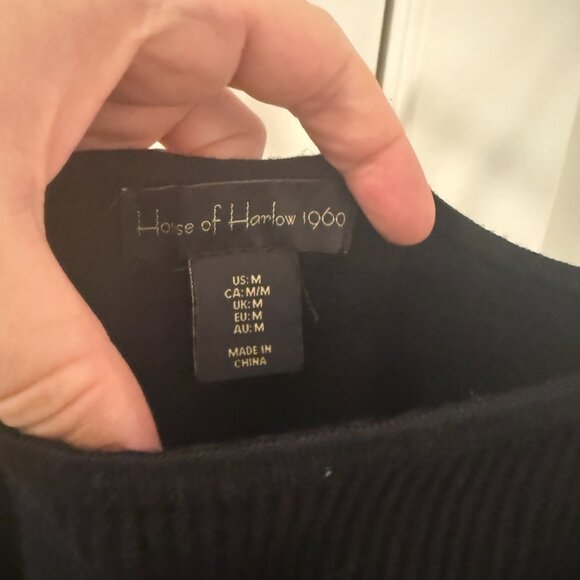 House of Harlow 1960
US: M
CA: M/M
UK: M
EU: M
AU: M
MADE IN
CHINA